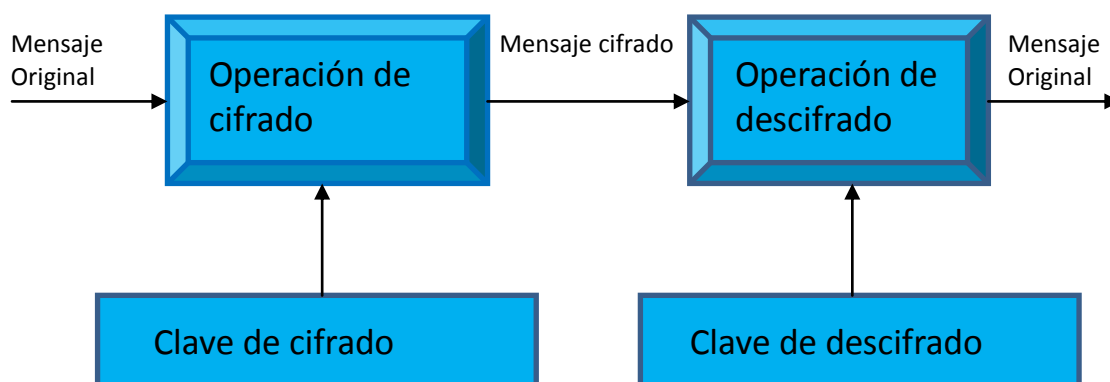 Mensaje
Original
Operación de
cifrado
Mensaje cifrado
Operación de
descifrado
Mensaje
Original
Clave de cifrado
Clave de descifrado